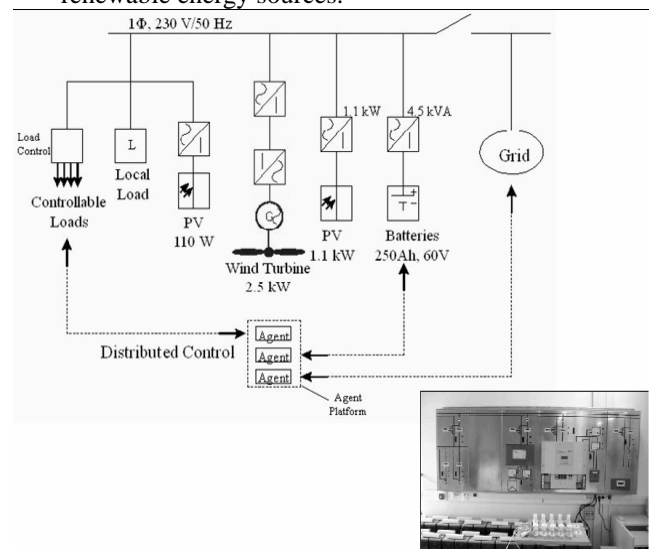 renewable energy sources.
1Φ, 230 V/50 Hz
1.1 kW
4.5 kVA
Load
Control
L
Local
Load
Controllable
Loads
PV
110 W
G
Wind Turbine
2.5 kW
PV
1.1 kW
Batteries
250Ah, 60V
Grid
Distributed Control
Agent
Agent
Agent
Agent
Platform